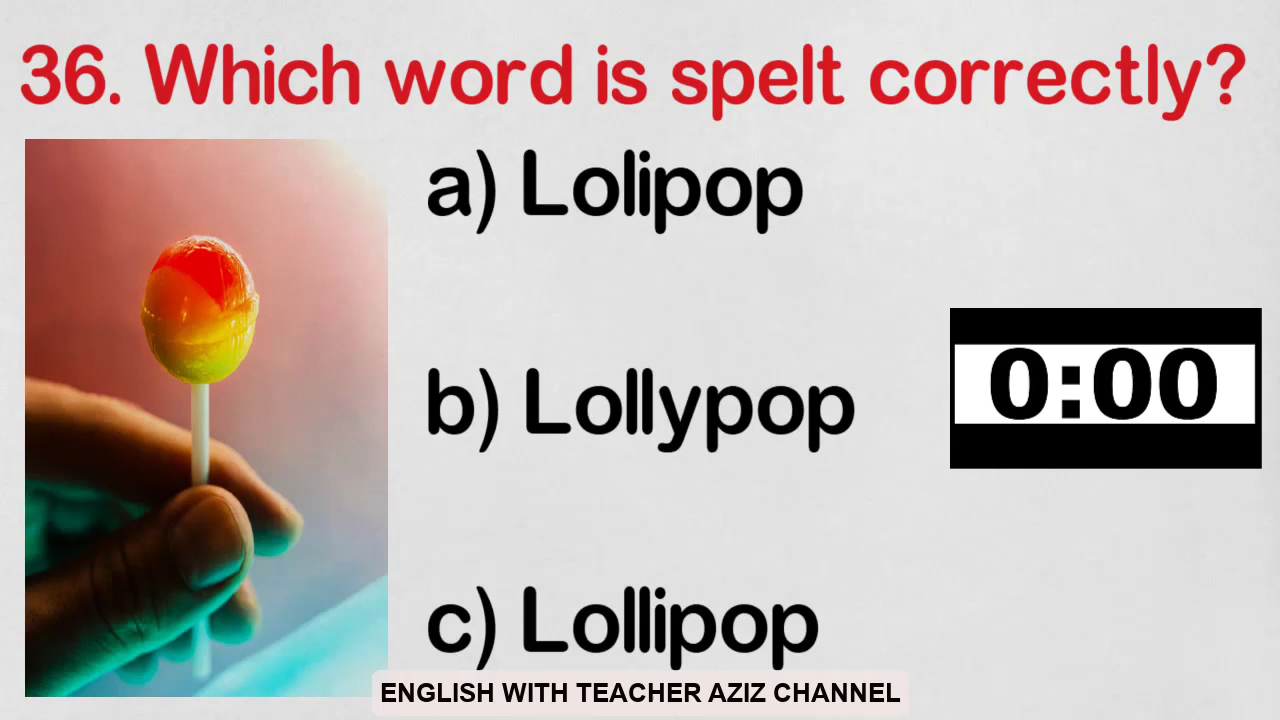 36. Which word is spelt correctly?
a) Lolipop
b) Lollypop
0:00
c) Lollipop
ENGLISH WITH TEACHER AZIZ CHANNEL